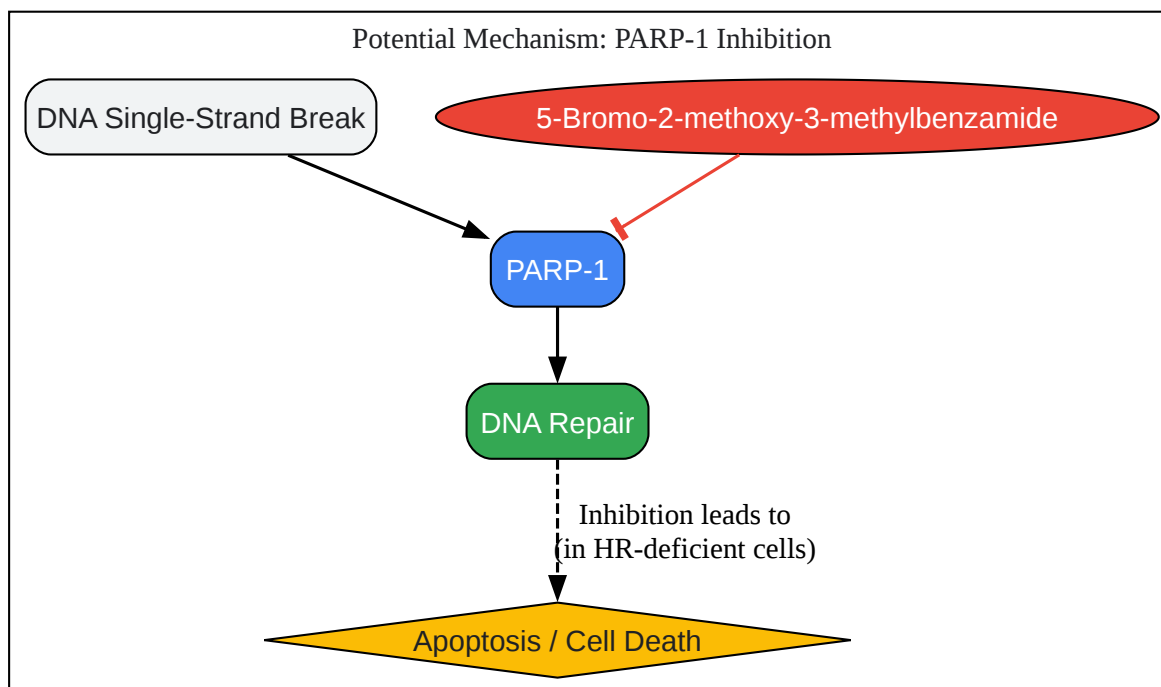 Potential Mechanism: PARP-1 Inhibition
DNA Single-Strand Break
5-Bromo-2-methoxy-3-methylbenzamide
PARP-1
DNA Repair
Inhibition leads to
(in HR-deficient cells)
Apoptosis / Cell Death